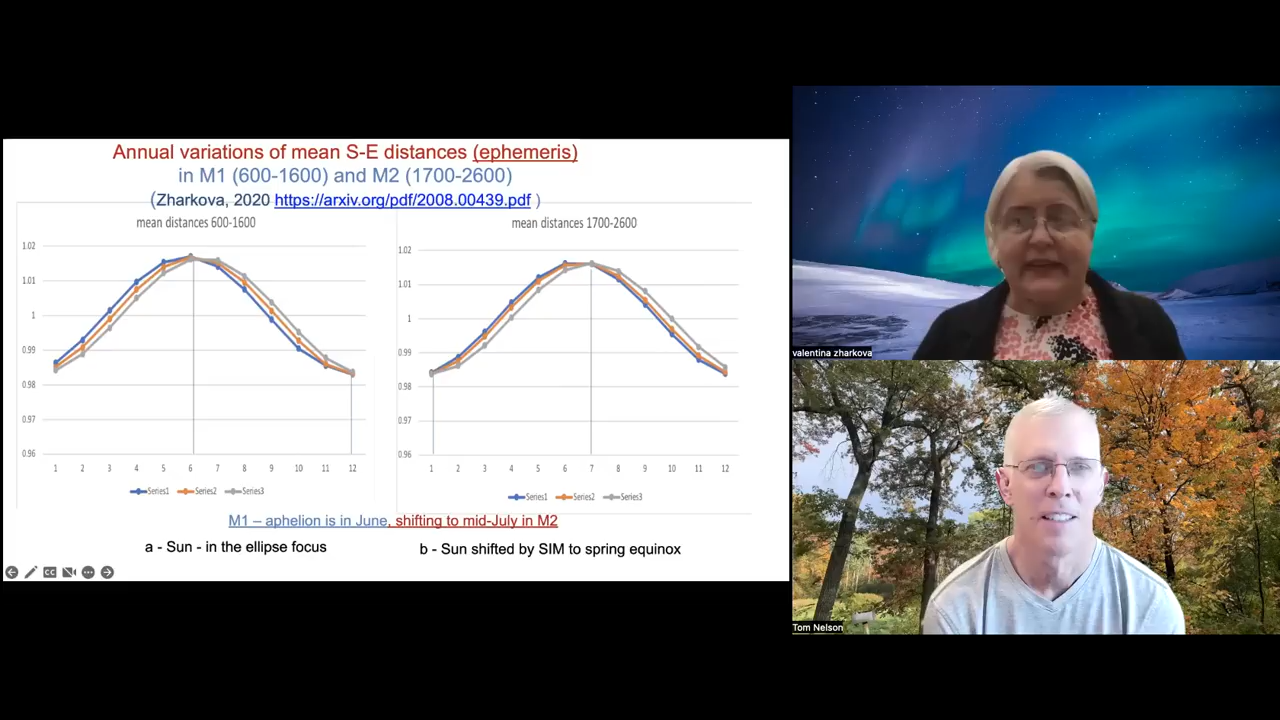 Annual variations of mean S-E distances (ephemeris)
in M1 (600-1600) and M2 (1700-2600)
(Zharkova, 2020 https://arxiv.org/pdf/2008.00439.pdf )
mean distances 600-1600
1.02
1.01
1
0.99
0.98
0.97
0.96
1 2 3 4 5 6 7 8 9 10 11 12
Series1 Series2 Series3
mean distances 1700-2600
1.02
1.01
1
0.99
0.98
0.97
0.96
1 2 3 4 5 6 7 8 9 10 11 12
Series1 Series2 Series3
M1 – aphelion is in June, shifting to mid-July in M2
a - Sun - in the ellipse focus
b - Sun shifted by SIM to spring equinox
CC
valentina zharkova
Tom Nelson